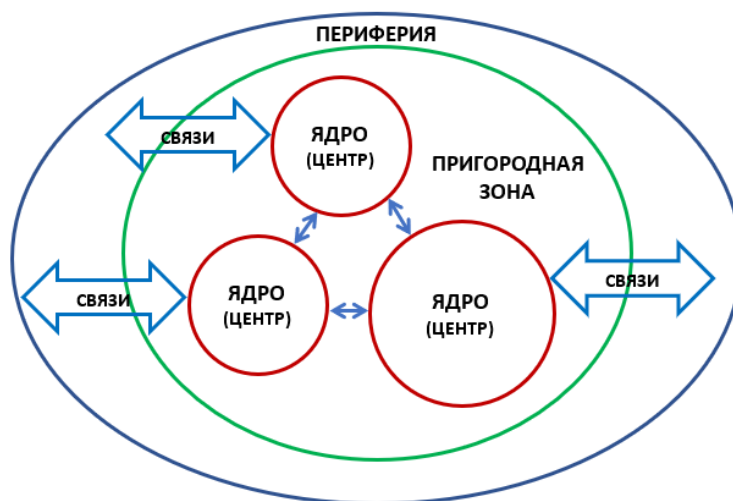 ПЕРИФЕРИЯ
СВЯЗИ
ЯДРО
(ЦЕНТР)
ПРИГОРОДНАЯ
ЗОНА
СВЯЗИ
ЯДРО
(ЦЕНТР)
ЯДРО
(ЦЕНТР)
СВЯЗИ